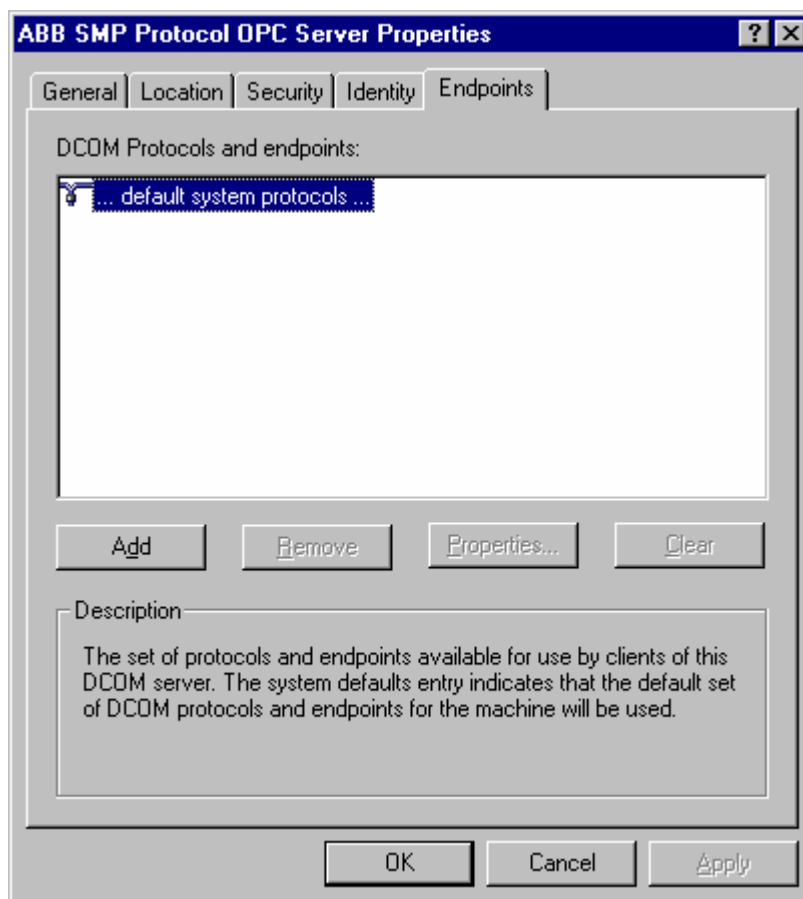 ABB SMP Protocol OPC Server Properties
General Location Security Identity Endpoints
DCOM Protocols and endpoints:
... default system protocols ...
Add Remove Properties... Clear
Description
The set of protocols and endpoints available for use by clients of this
DCOM server. The system defaults entry indicates that the default set
of DCOM protocols and endpoints for the machine will be used.
OK Cancel Apply